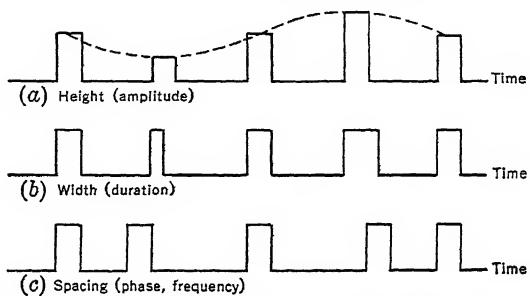 Time
(a) Height (amplitude)
Time
(b) Width (duration)
Time
(c) Spacing (phase, frequency)